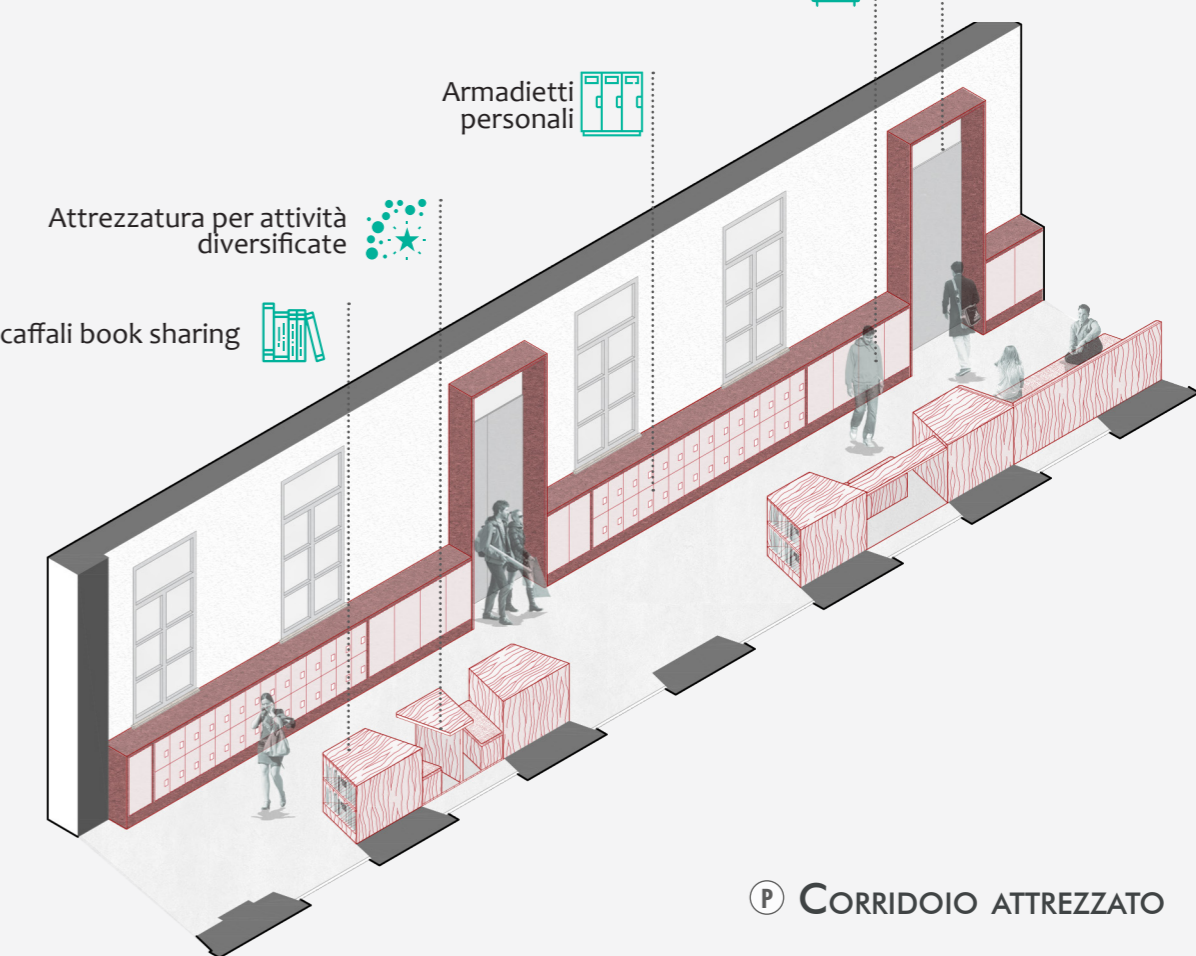 Armadietti
personali
Attrezzatura per attività
diversificate
caffali book sharing
P CORRIDOIO ATTREZZATO